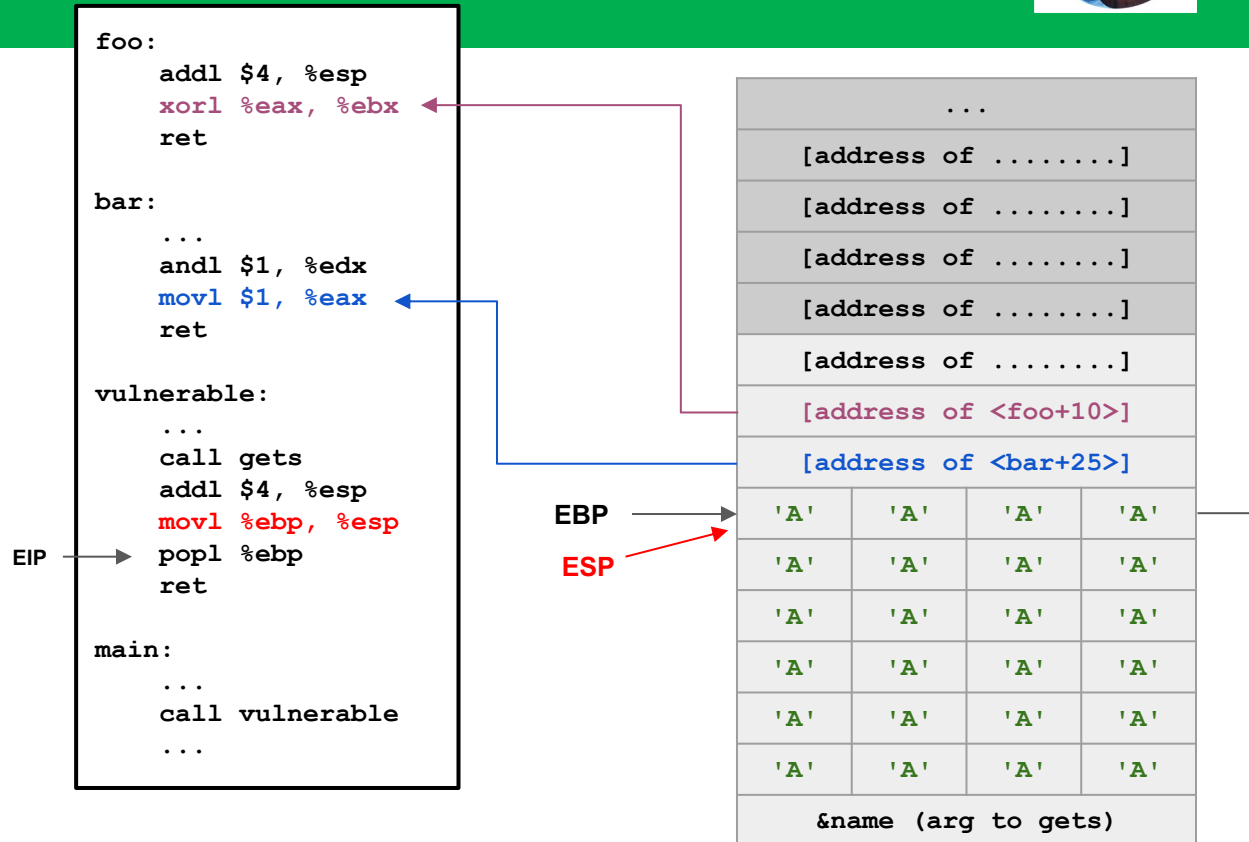 foo:
addl $4, %esp
xorl %eax, %ebx
ret
bar:
...
andl $1, %edx
movl $1, %eax
ret
vulnerable:
...
call gets
addl $4, %esp
movl %ebp, %esp
popl %ebp
ret
main:
...
call vulnerable
...
EIP
EBP
ESP
...
[address of ........]
[address of ........]
[address of ........]
[address of ........]
[address of ........]
[address of <foo+10>]
[address of <bar+25>]
'A' 'A' 'A' 'A'
'A' 'A' 'A' 'A'
'A' 'A' 'A' 'A'
'A' 'A' 'A' 'A'
'A' 'A' 'A' 'A'
'A' 'A' 'A' 'A'
&name (arg to gets)